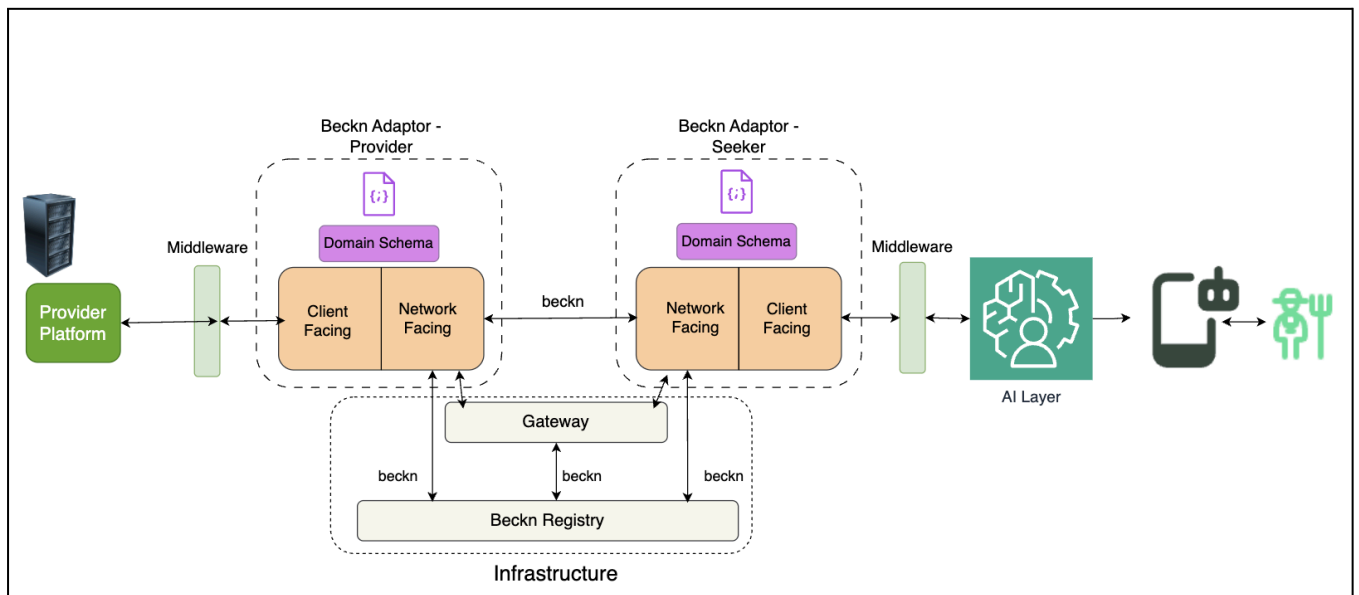 Beckn Adaptor -
Provider
Beckn Adaptor -
Seeker
{;}
{;}
Domain Schema
Domain Schema
Middleware
Middleware
Provider
Platform
Client
Facing
Network
Facing
beckn
Network
Facing
Client
Facing
AI Layer
Gateway
beckn
beckn
beckn
Beckn Registry
Infrastructure